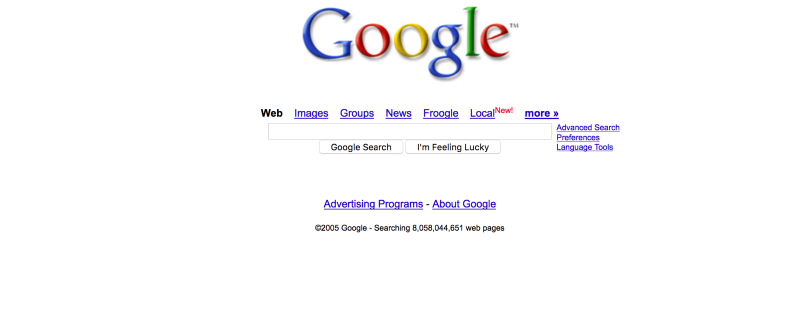 Google™
Web Images Groups News Froogle Local New! more »
Advanced Search
Preferences
Language Tools
Google Search I'm Feeling Lucky
Advertising Programs - About Google
©2005 Google - Searching 8,058,044,651 web pages